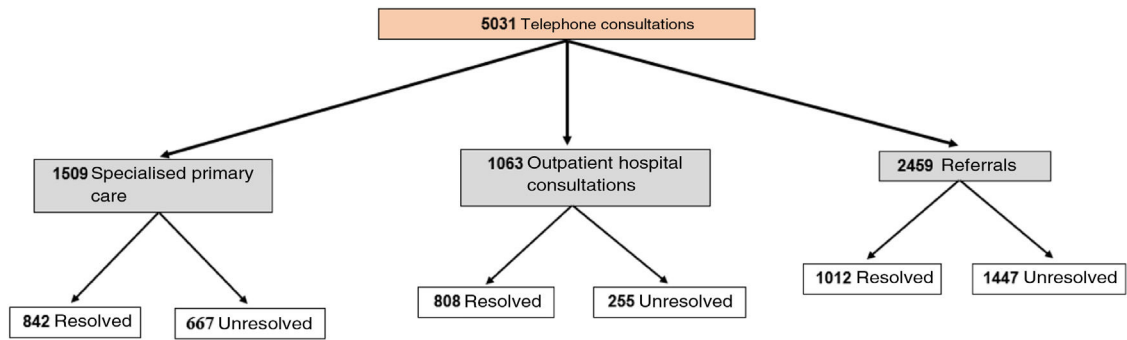 5031 Telephone consultations
1509 Specialised primary
care
1063 Outpatient hospital
consultations
2459 Referrals
842 Resolved
667 Unresolved
808 Resolved
255 Unresolved
1012 Resolved
1447 Unresolved